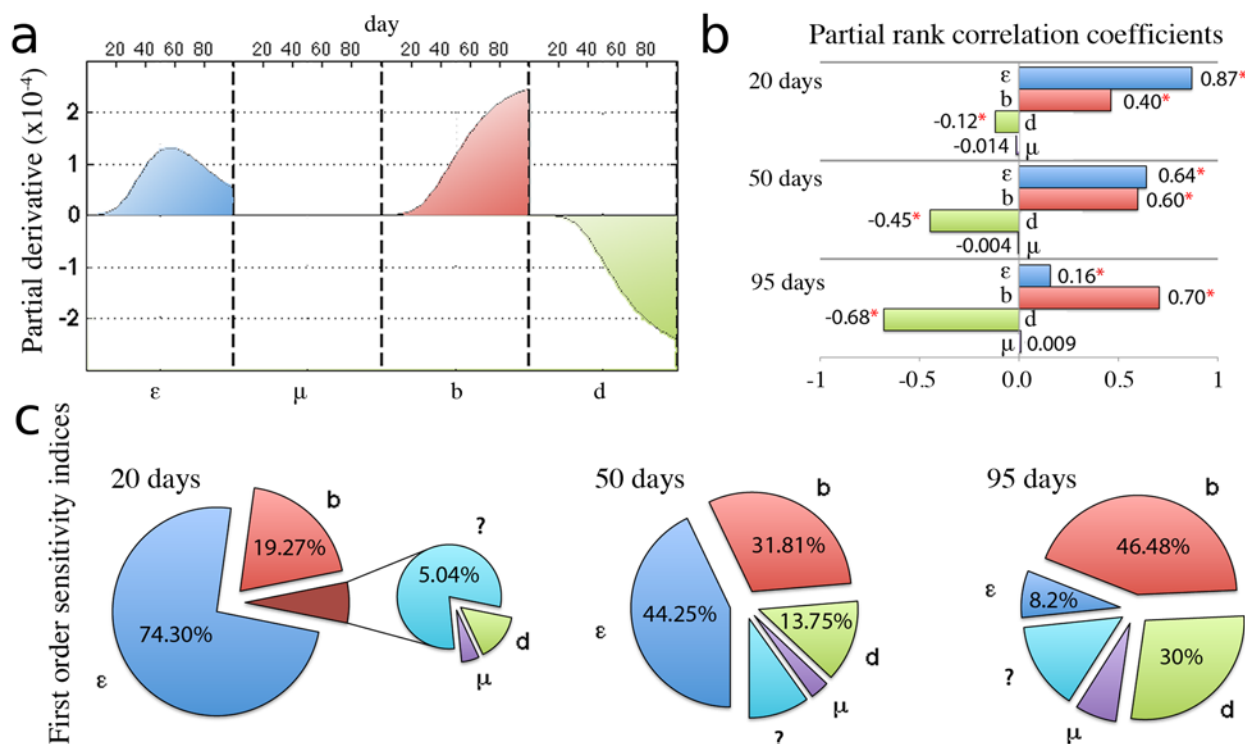 a
day
20 40 60 80 20 40 60 80 20 40 60 80 20 40 60 80
Partial derivative (x10⁻⁴)
2
1
0
-1
-2
ε μ b d
b
Partial rank correlation coefficients
20 days
ε 0.87*
b 0.40*
-0.12* d
-0.014 μ
50 days
ε 0.64*
b 0.60*
-0.45* d
-0.004 μ
95 days
ε 0.16*
b 0.70*
-0.68* d
μ 0.009
-1 -0.5 0.0 0.5 1
c
First order sensitivity indices
20 days
b
19.27%
74.30%
ε
?
5.04%
d
μ
50 days
b
31.81%
44.25%
ε
13.75%
d
μ
?
95 days
b
46.48%
ε
8.2%
?
30%
d
μ